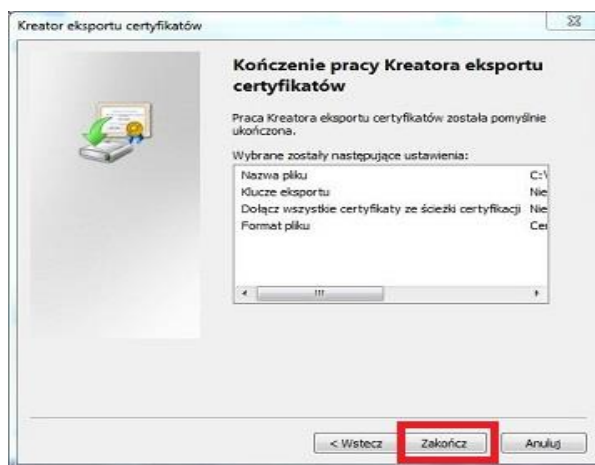 Kreator eksportu certyfikatów
Kończenie pracy Kreatora eksportu
certyfikatów
Praca Kreatora eksportu certyfikatów została pomyślnie
ukończona.
Wybrane zostały następujące ustawienia:
Nazwa pliku C:\
Klucze eksportu Nie
Dołącz wszystkie certyfikaty ze ścieżki certyfikacji Nie
Format pliku Cer
< Wstecz Zakończ Anuluj